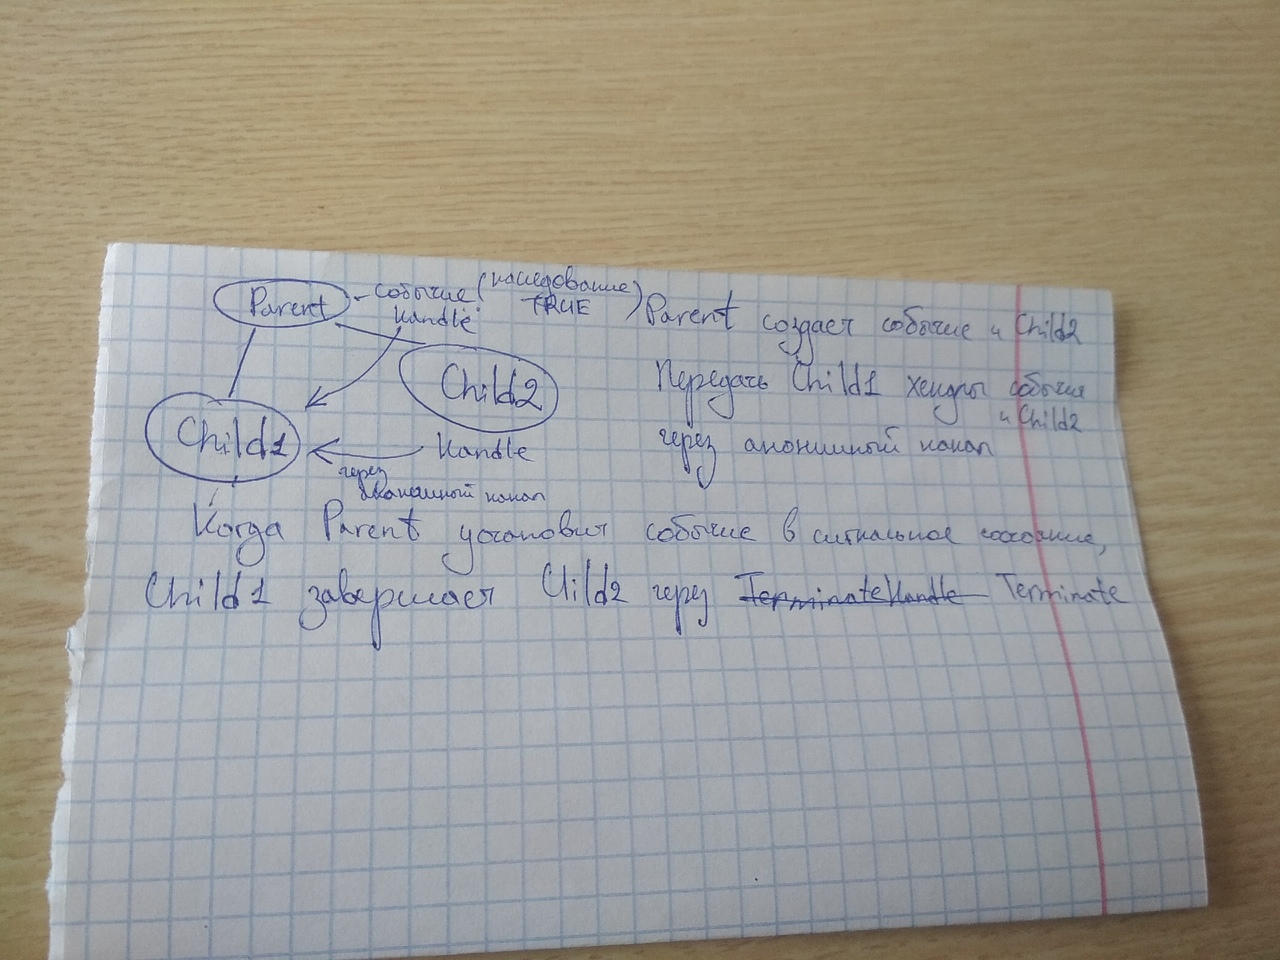 Parent - событие (наследование)
Handle TRUE
Child2
Child1
Handle
через
анонимный канал
Parent создает событие и Child2
Передать Child1 хендлы события
и Child2
через анонимный канал
Когда Parent установит событие в сигнальное состояние,
Child1 завершает Child2 через TerminateHandle Terminate